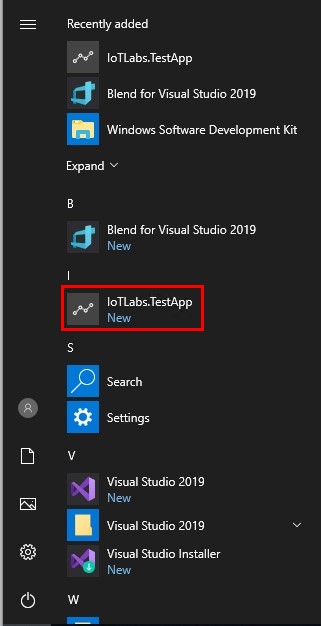 Recently added
IoTLabs.TestApp
Blend for Visual Studio 2019
Windows Software Development Kit
Expand
B
Blend for Visual Studio 2019
New
I
IoTLabs.TestApp
New
S
Search
Settings
V
Visual Studio 2019
New
Visual Studio 2019
Visual Studio Installer
New
W